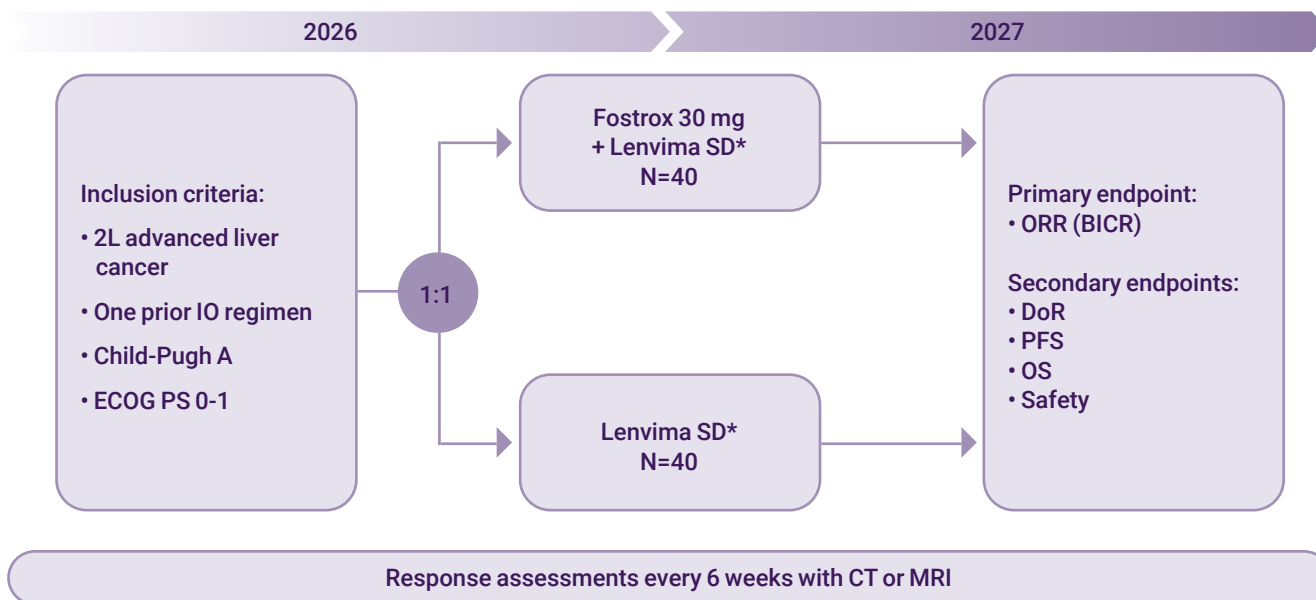 2026
2027
Inclusion criteria:
• 2L advanced liver
cancer
• One prior IO regimen
• Child-Pugh A
• ECOG PS 0-1
1:1
Fostrox 30 mg
+ Lenvima SD*
N=40
Lenvima SD*
N=40
Primary endpoint:
• ORR (BICR)
Secondary endpoints:
• DoR
• PFS
• OS
• Safety
Response assessments every 6 weeks with CT or MRI